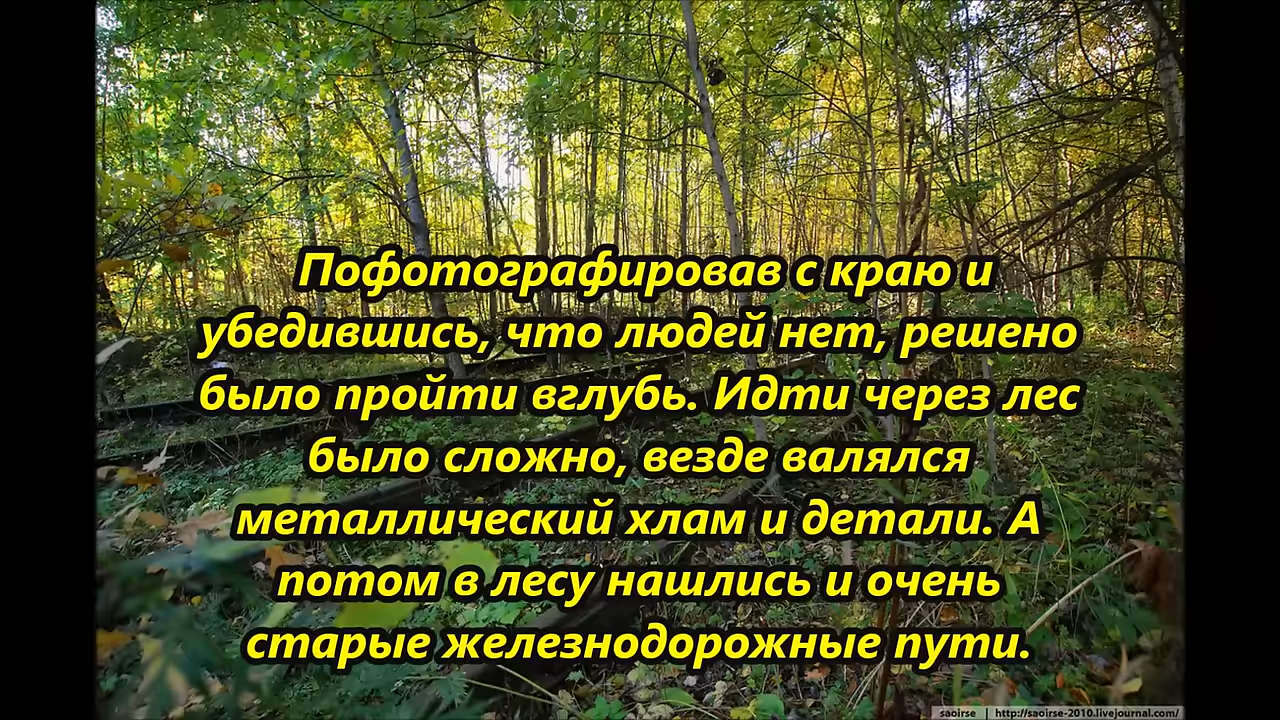 Пофотографировав с краю и
убедившись, что людей нет, решено
было пройти вглубь. Идти через лес
было сложно, везде валялся
металлический хлам и детали. А
потом в лесу нашлись и очень
старые железнодорожные пути.
saoirse | http://saoirse-2010.livejournal.com/